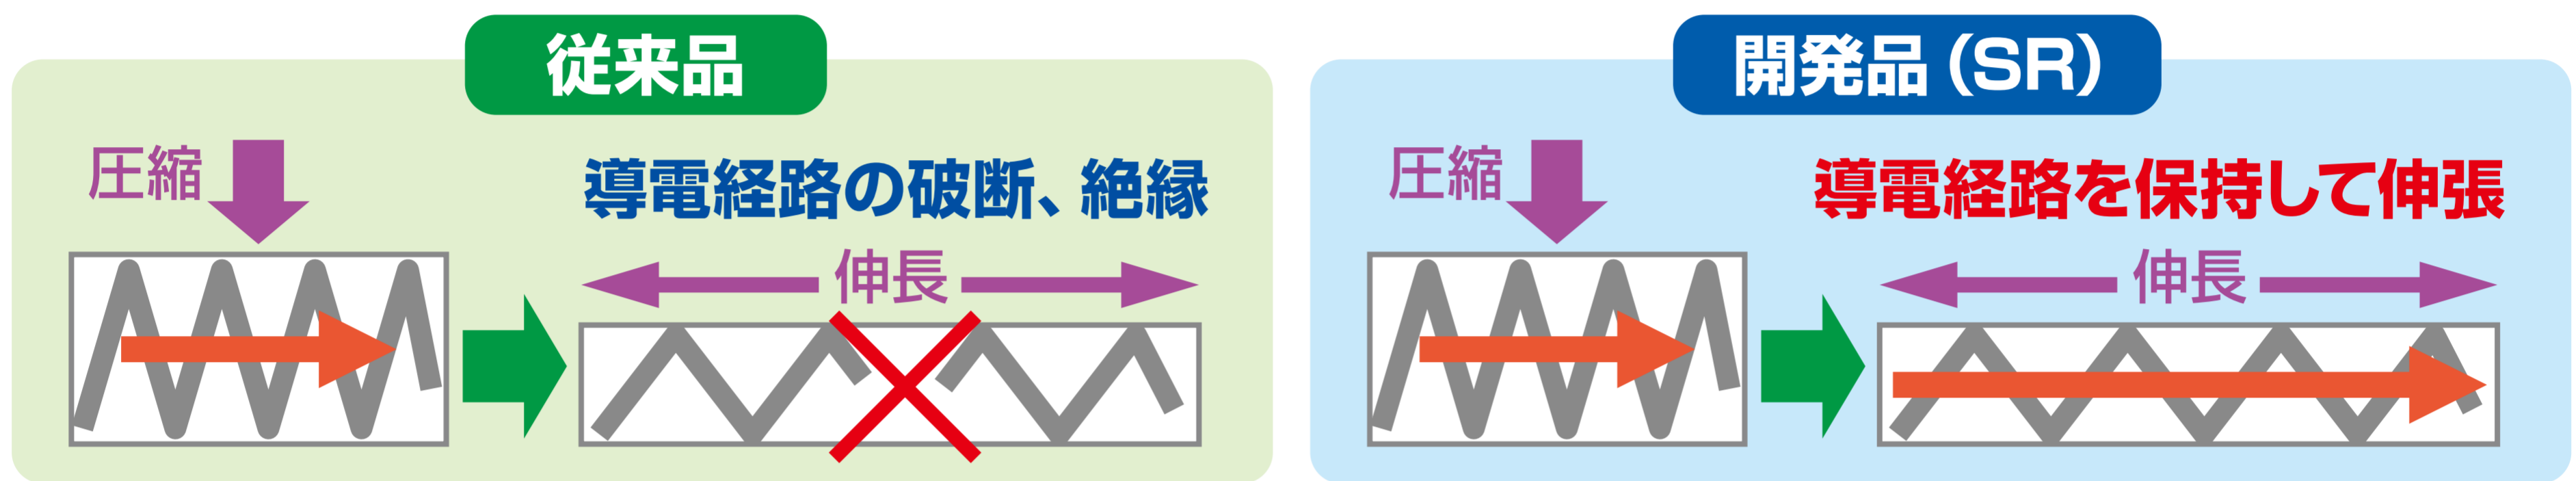 従来品
圧縮
導電経路の破断、絶縁
伸長
開発品（SR）
圧縮
導電経路を保持して伸張
伸長